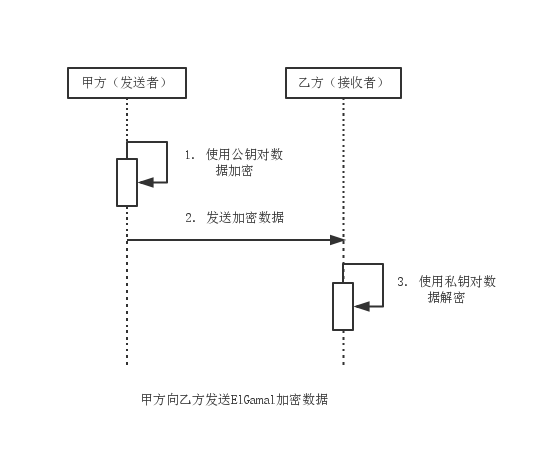 甲方（发送者）
乙方（接收者）
1. 使用公钥对数
据加密
2. 发送加密数据
3. 使用私钥对数
据解密
甲方向乙方发送ElGamal加密数据